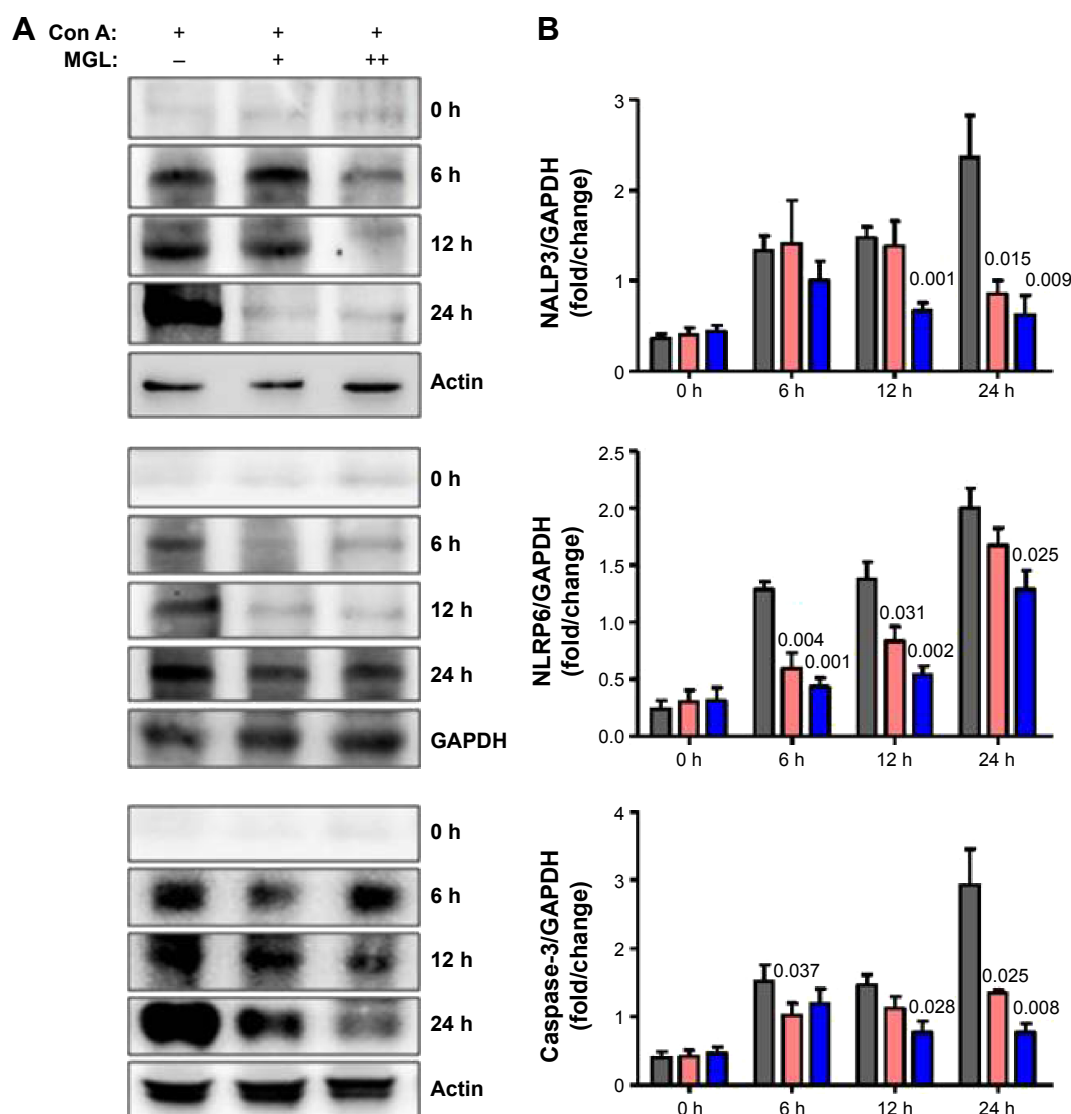 A
Con A: + + +
MGL: – + ++
0 h
6 h
12 h
24 h
Actin
0 h
6 h
12 h
24 h
GAPDH
0 h
6 h
12 h
24 h
Actin
B
NALP3/GAPDH
(fold/change)
3
2
1
0
0.001
0.015
0.009
0 h 6 h 12 h 24 h
NLRP6/GAPDH
(fold/change)
2.5
2.0
1.5
1.0
0.5
0.0
0.004
0.001
0.031
0.002
0.025
0 h 6 h 12 h 24 h
Caspase-3/GAPDH
(fold/change)
4
3
2
1
0
0.037
0.028
0.025
0.008
0 h 6 h 12 h 24 h